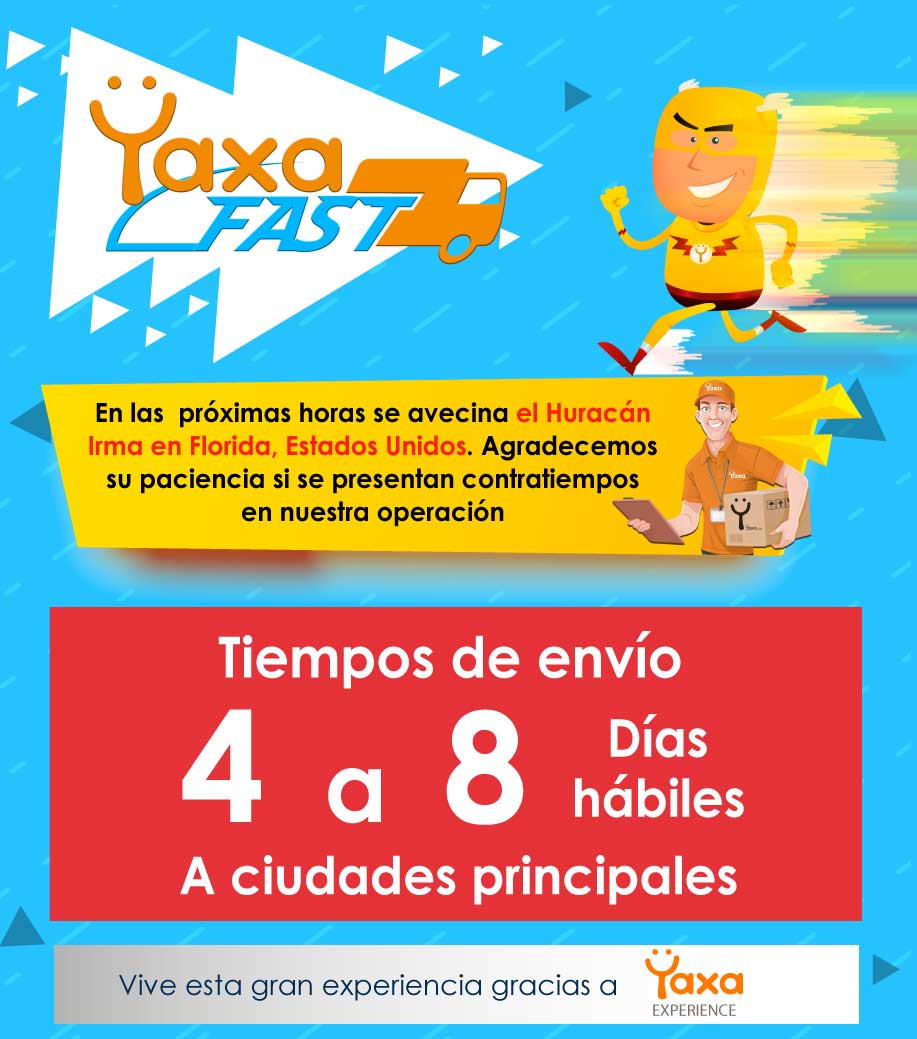 Yaxa
FAST
En las próximas horas se avecina el Huracán
Irma en Florida, Estados Unidos. Agradecemos
su paciencia si se presentan contratiempos
en nuestra operación
Yaxa
Yaxa
Tiempos de envío
4 a 8 Días
hábiles
A ciudades principales
Vive esta gran experiencia gracias a Yaxa
EXPERIENCE